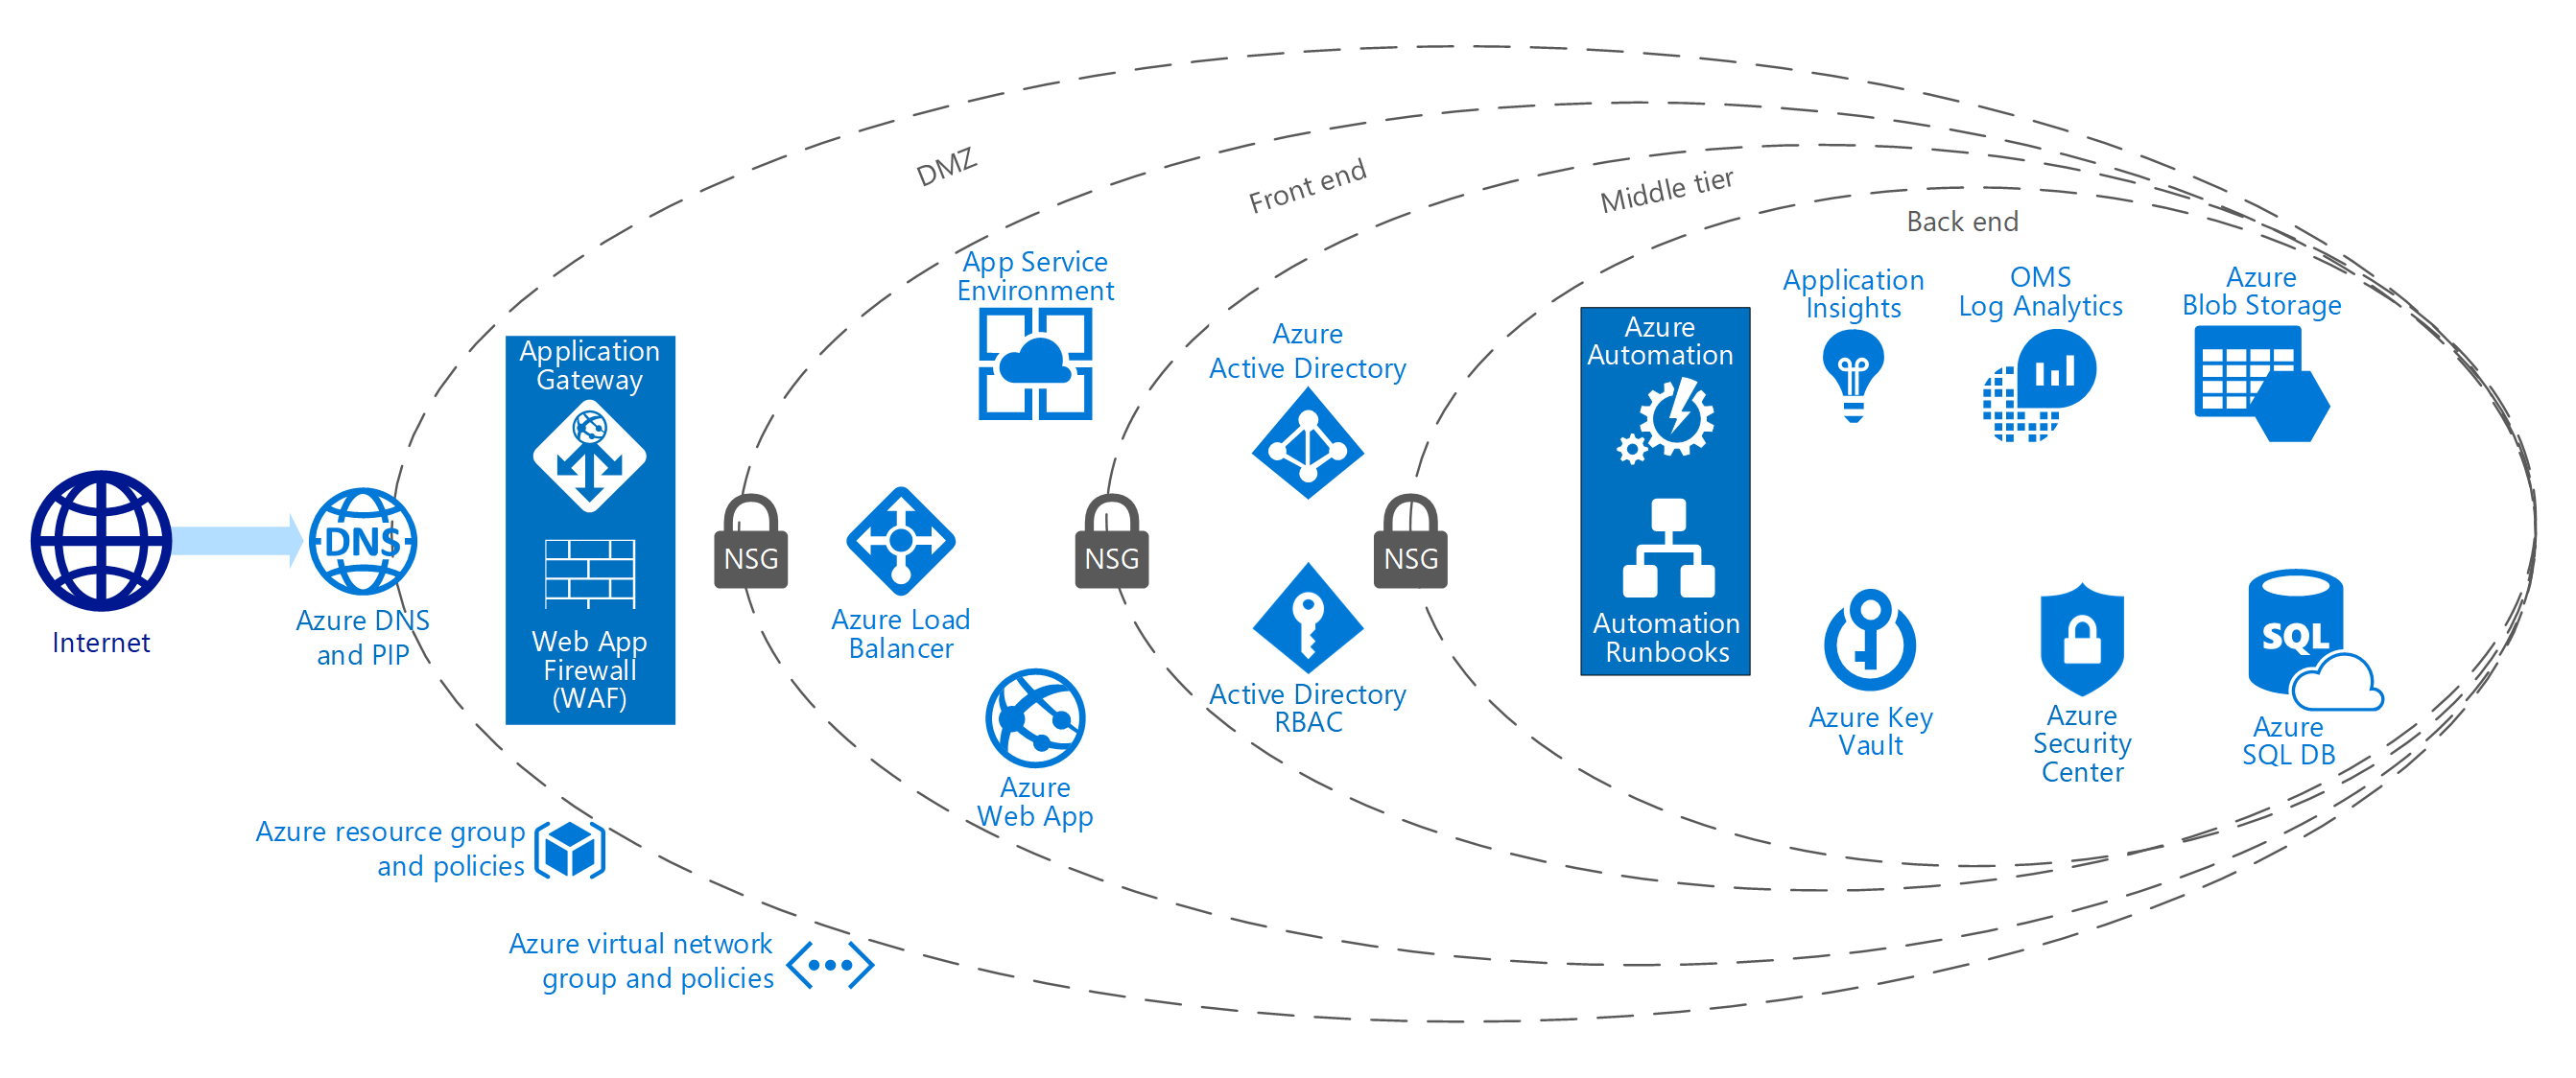 DMZ
Front end
Middle tier
Back end
Internet
DNS
Azure DNS
and PIP
Application
Gateway
Web App
Firewall
(WAF)
NSG
App Service
Environment
Azure Load
Balancer
Azure
Web App
NSG
Azure
Active Directory
Active Directory
RBAC
NSG
Azure
Automation
Automation
Runbooks
Application
Insights
OMS
Log Analytics
Azure
Blob Storage
Azure Key
Vault
Azure
Security
Center
SQL
Azure
SQL DB
Azure resource group
and policies
Azure virtual network
group and policies